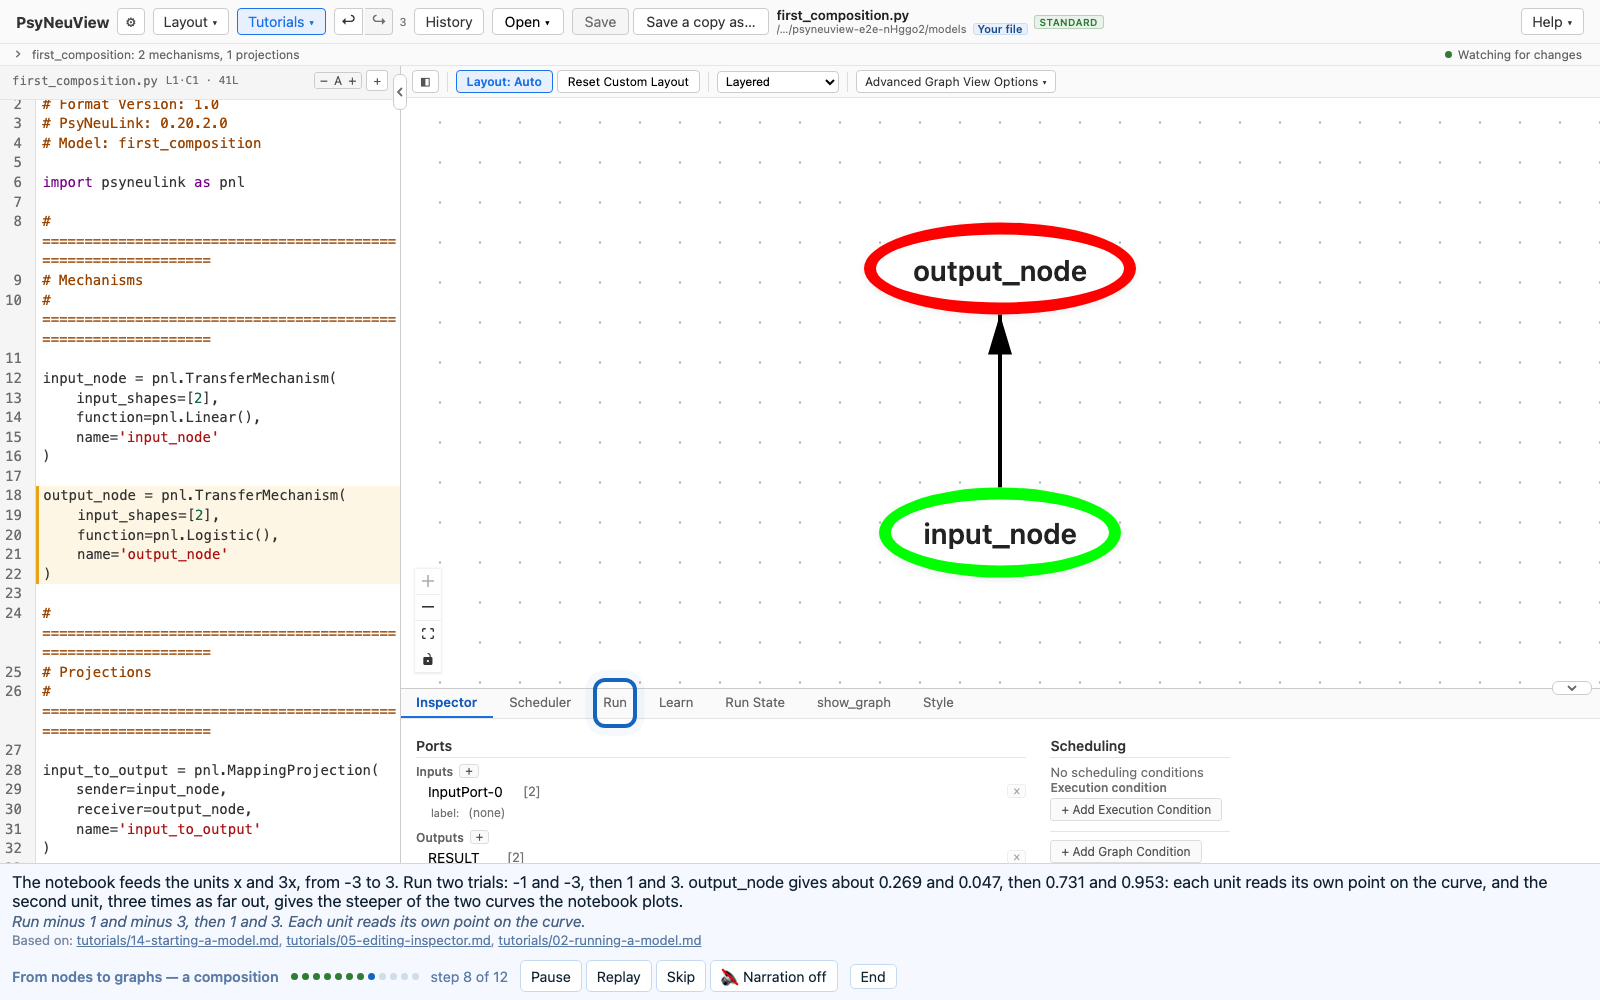 PsyNeuView
Layout
Tutorials
3
History
Open
Save
Save a copy as...
first_composition.py
/.../psyneuview-e2e-nHggo2/models
Your file
STANDARD
Help
first_composition: 2 mechanisms, 1 projections
Watching for changes
first_composition.py L1·C1 · 41L
− A +
+
Layout: Auto
Reset Custom Layout
Layered
Advanced Graph View Options
2 # Format Version: 1.0
3 # PsyNeuLink: 0.20.2.0
4 # Model: first_composition
5
6 import psyneulink as pnl
7
8 #
==========================================
====================
9 # Mechanisms
10 #
==========================================
====================
11
12 input_node = pnl.TransferMechanism(
13 input_shapes=[2],
14 function=pnl.Linear(),
15 name='input_node'
16 )
17
18 output_node = pnl.TransferMechanism(
19 input_shapes=[2],
20 function=pnl.Logistic(),
21 name='output_node'
22 )
23
24 #
==========================================
====================
25 # Projections
26 #
==========================================
====================
27
28 input_to_output = pnl.MappingProjection(
29 sender=input_node,
30 receiver=output_node,
31 name='input_to_output'
32 )
output_node
input_node
Inspector
Scheduler
Run
Learn
Run State
show_graph
Style
Ports
Inputs +
InputPort-0 [2] ×
label: (none)
Outputs +
RESULT [2] ×
Scheduling
No scheduling conditions
Execution condition
+ Add Execution Condition
+ Add Graph Condition
The notebook feeds the units x and 3x, from -3 to 3. Run two trials: -1 and -3, then 1 and 3. output_node gives about 0.269 and 0.047, then 0.731 and 0.953: each unit reads its own point on the curve, and the
second unit, three times as far out, gives the steeper of the two curves the notebook plots.
Run minus 1 and minus 3, then 1 and 3. Each unit reads its own point on the curve.
Based on: tutorials/14-starting-a-model.md, tutorials/05-editing-inspector.md, tutorials/02-running-a-model.md
From nodes to graphs — a composition
step 8 of 12
Pause
Replay
Skip
Narration off
End